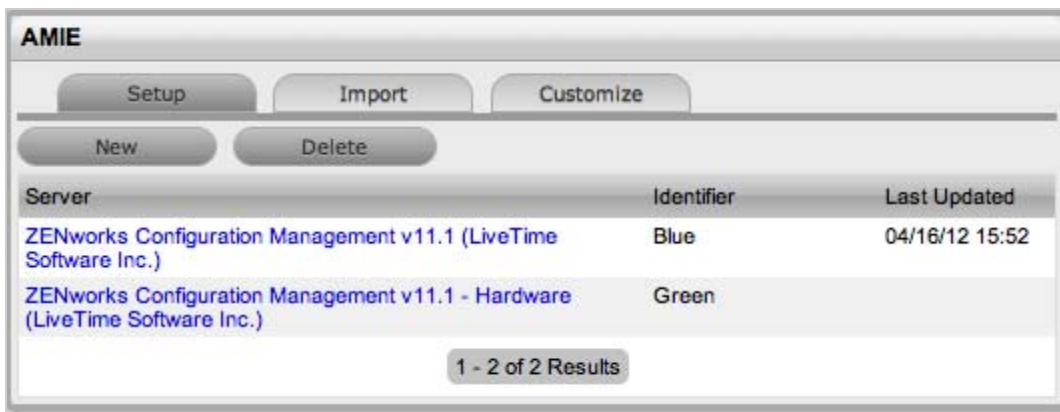 AMIE
Setup Import Customize
New Delete
Server Identifier Last Updated
ZENworks Configuration Management v11.1 (LiveTime Blue 04/16/12 15:52
Software Inc.)
ZENworks Configuration Management v11.1 - Hardware Green
(LiveTime Software Inc.)
1 - 2 of 2 Results